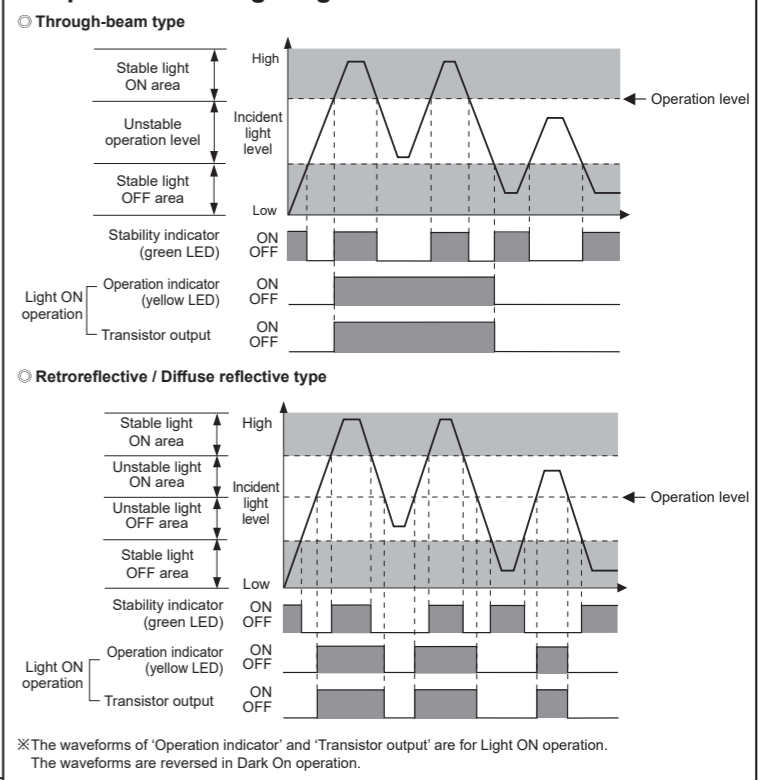 ◎ Through-beam type
High
Stable light
ON area
Operation level
Unstable
operation level
Incident
light
level
Stable light
OFF area
Low
Stability indicator
(green LED)
ON
OFF
Light ON
operation
Operation indicator
(yellow LED)
ON
OFF
Transistor output
ON
OFF
◎ Retroreflective / Diffuse reflective type
Stable light
ON area
High
Unstable light
ON area
Incident
light
level
Operation level
Unstable light
OFF area
Stable light
OFF area
Low
Stability indicator
(green LED)
ON
OFF
Light ON
operation
Operation indicator
(yellow LED)
ON
OFF
Transistor output
ON
OFF
※The waveforms of ‘Operation indicator’ and ‘Transistor output’ are for Light ON operation.
The waveforms are reversed in Dark On operation.